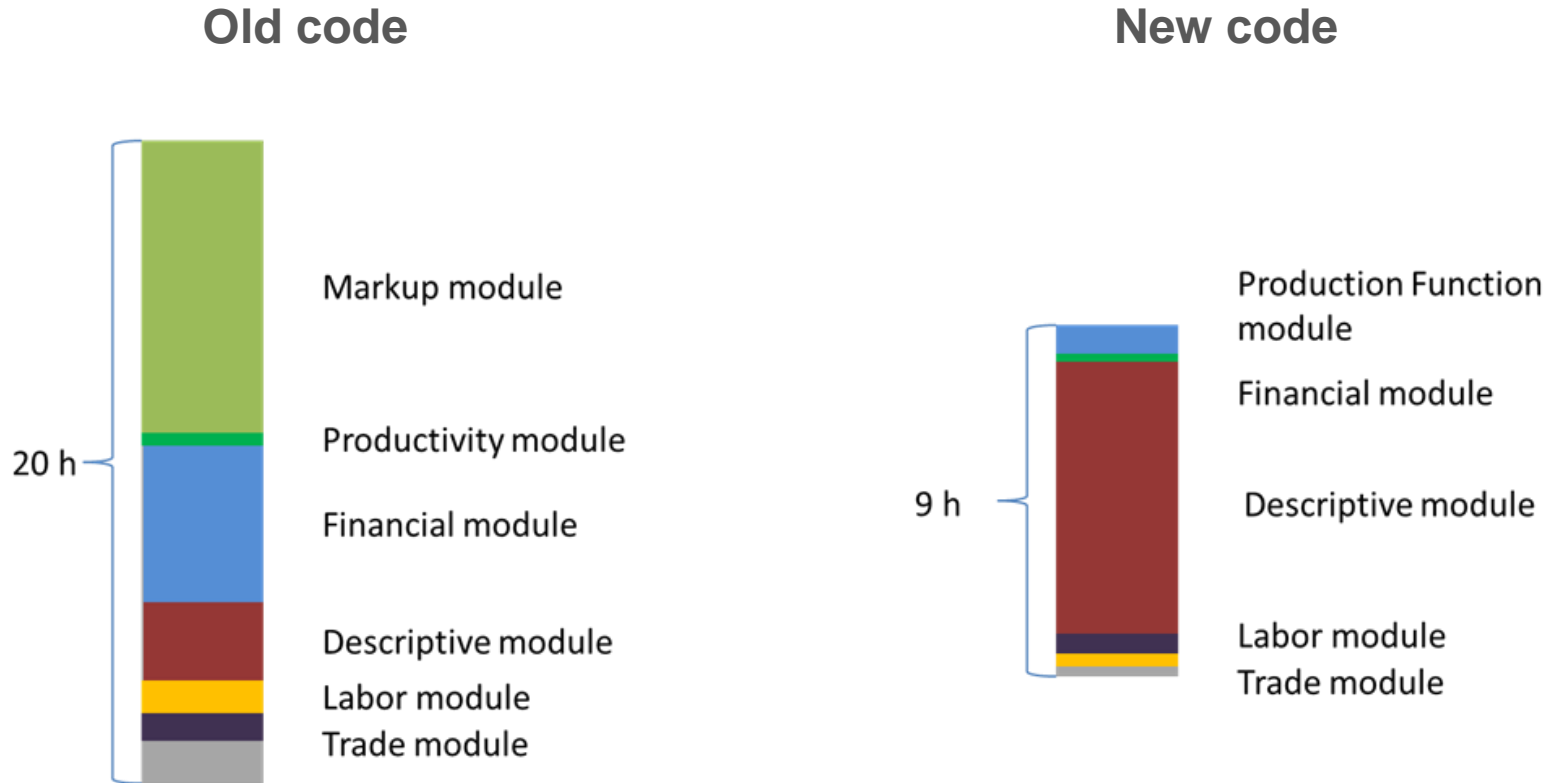 Old code
New code
20 h
Markup module
Productivity module
Financial module
Descriptive module
Labor module
Trade module
9 h
Production Function
module
Financial module
Descriptive module
Labor module
Trade module